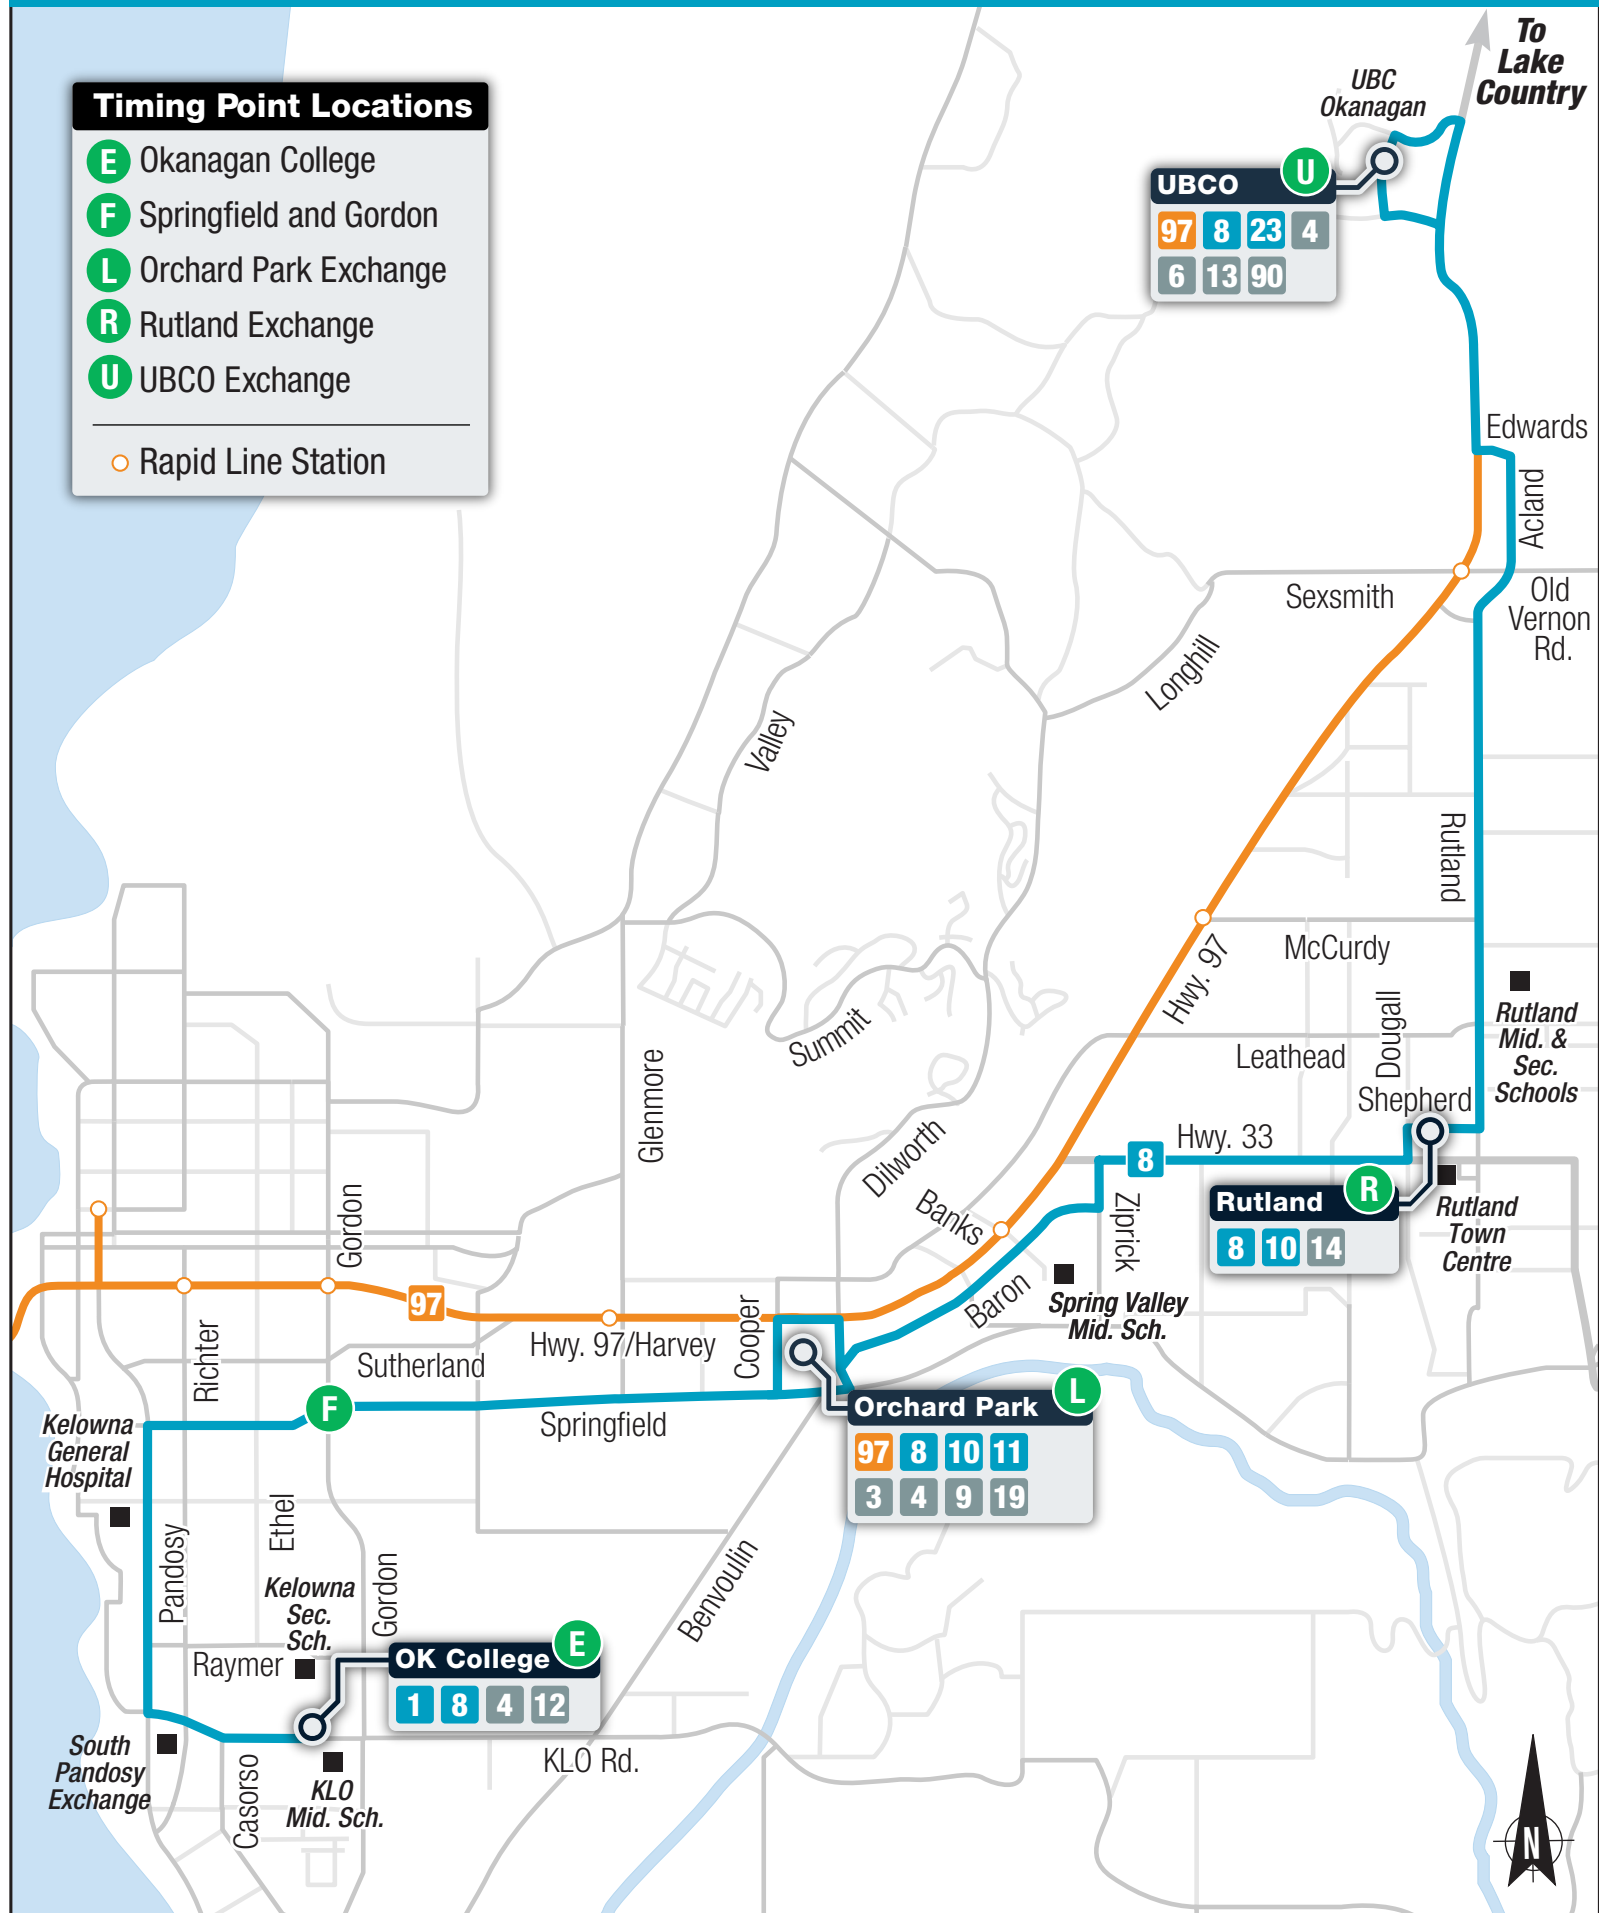 To
Lake
Country
UBC
Okanagan
Timing Point Locations
E Okanagan College
F Springfield and Gordon
L Orchard Park Exchange
R Rutland Exchange
U UBCO Exchange
Rapid Line Station
UBCO U
97 8 23 4
6 13 90
Edwards
Acland
Sexsmith
Old
Vernon
Rd.
Longhill
Valley
Rutland
McCurdy
Hwy. 97
Rutland
Mid. &
Sec.
Schools
Dougall
Summit
Leathead
Glenmore
Shepherd
Hwy. 33
8
Dilworth
Banks
Ziprick
Rutland R
8 10 14
Rutland
Town
Centre
Gordon
97
Baron
Spring Valley
Mid. Sch.
Cooper
Hwy. 97/Harvey
Richter
Sutherland
F
Springfield
Orchard Park L
97 8 10 11
3 4 9 19
Kelowna
General
Hospital
Pandosy
Ethel
Gordon
Benvoulin
Kelowna
Sec.
Sch.
Raymer
OK College E
1 8 4 12
South
Pandosy
Exchange
Casorso
KLO
Mid. Sch.
KLO Rd.
N